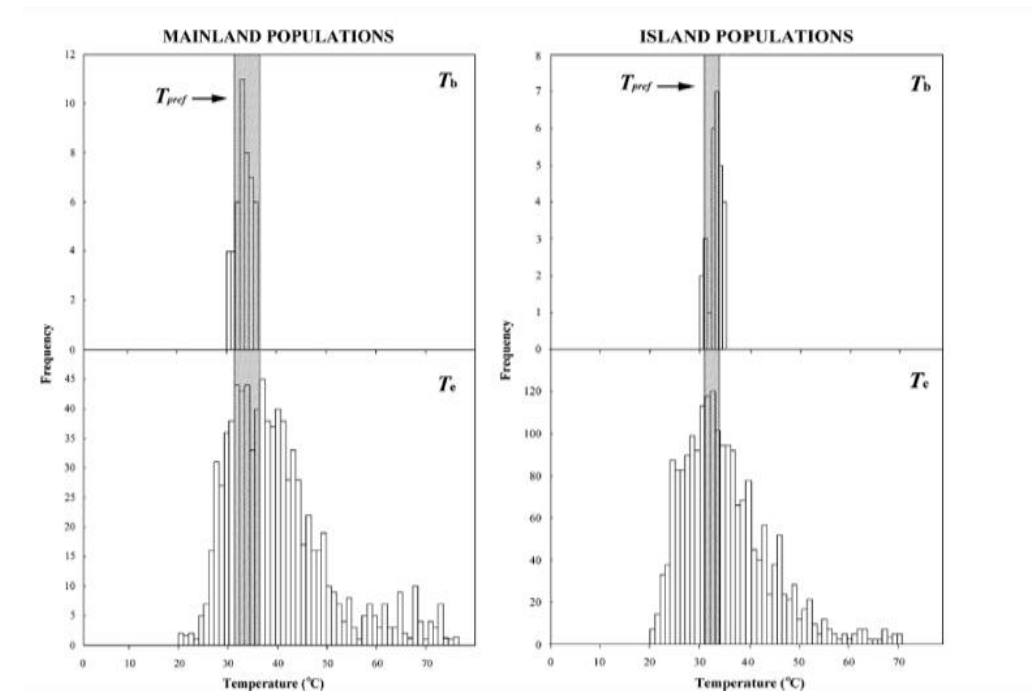 MAINLAND POPULATIONS
12
10
8
6
4
2
0
Tpref
Tb
45
40
35
30
25
20
15
10
5
0
Te
0 10 20 30 40 50 60 70
Temperature (°C)
Frequency
ISLAND POPULATIONS
8
7
6
5
4
3
2
1
0
Tpref
Tb
120
100
80
60
40
20
0
Te
0 10 20 30 40 50 60 70
Temperature (°C)
Frequency